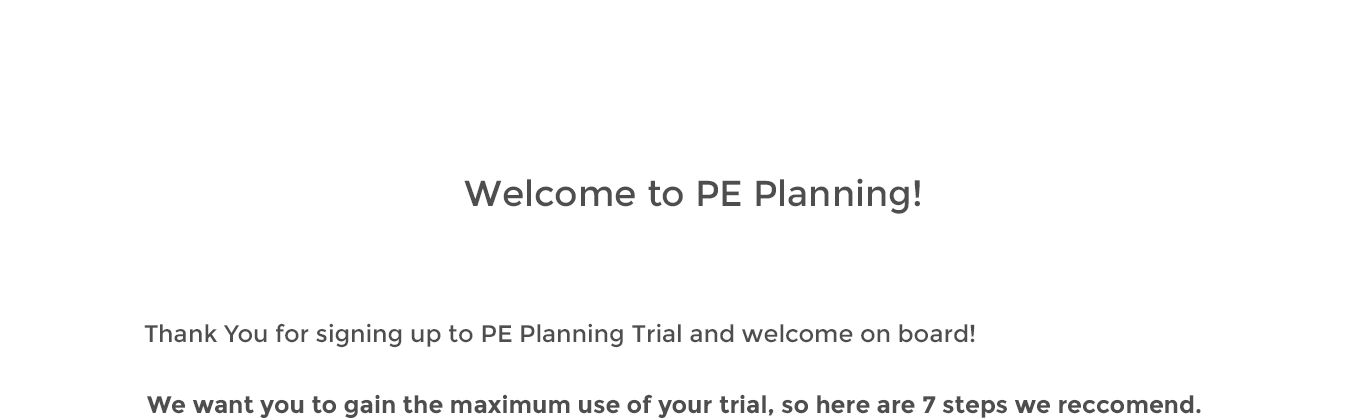 Welcome to PE Planning!
Thank You for signing up to PE Planning Trial and welcome on board!
We want you to gain the maximum use of your trial, so here are 7 steps we reccomend.